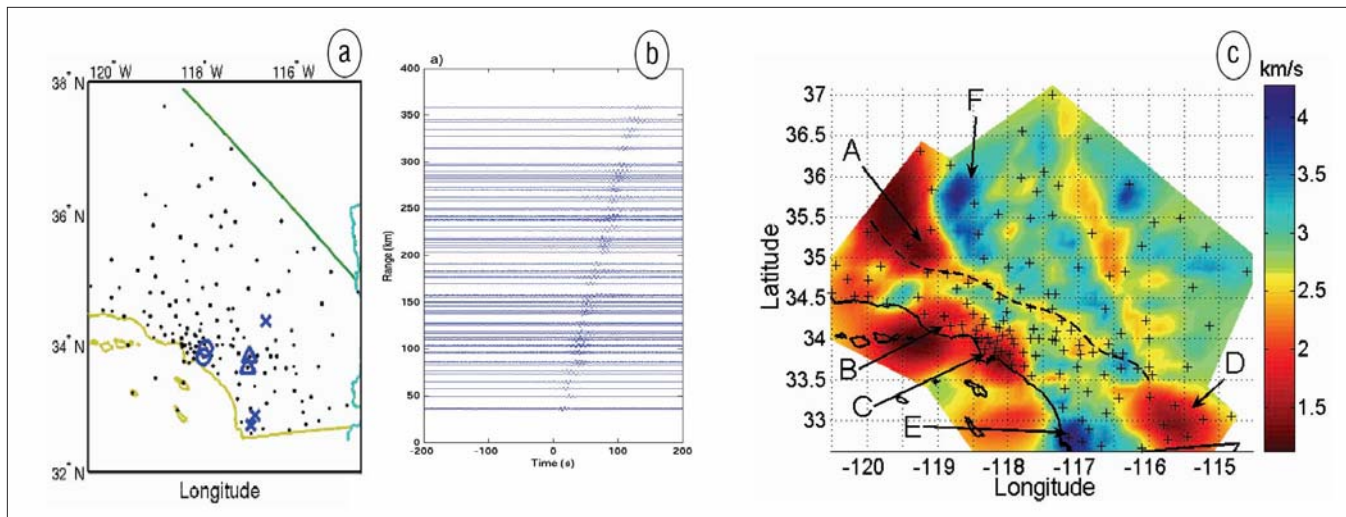 a
120°W 118°W 116°W
38°N
36°N
34°N
32°N
Longitude
b
a)
400
350
300
250
200
150
100
50
0
Range (km)
-200 -100 0 100 200
Time (s)
c
km/s
4
3.5
3
2.5
2
1.5
37
36.5
36
35.5
35
34.5
34
33.5
33
Latitude
F
A
B
C
D
E
-120 -119 -118 -117 -116 -115
Longitude